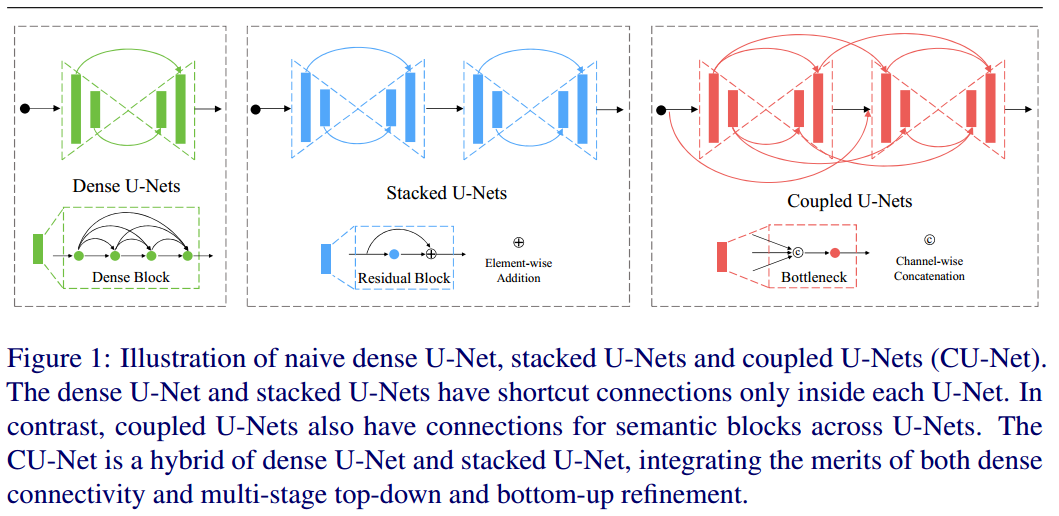 Dense U-Nets
Dense Block
Stacked U-Nets
Residual Block
⊕
Element-wise
Addition
Coupled U-Nets
©
Bottleneck
©
Channel-wise
Concatenation
Figure 1: Illustration of naive dense U-Net, stacked U-Nets and coupled U-Nets (CU-Net).
The dense U-Net and stacked U-Nets have shortcut connections only inside each U-Net. In
contrast, coupled U-Nets also have connections for semantic blocks across U-Nets. The
CU-Net is a hybrid of dense U-Net and stacked U-Net, integrating the merits of both dense
connectivity and multi-stage top-down and bottom-up refinement.